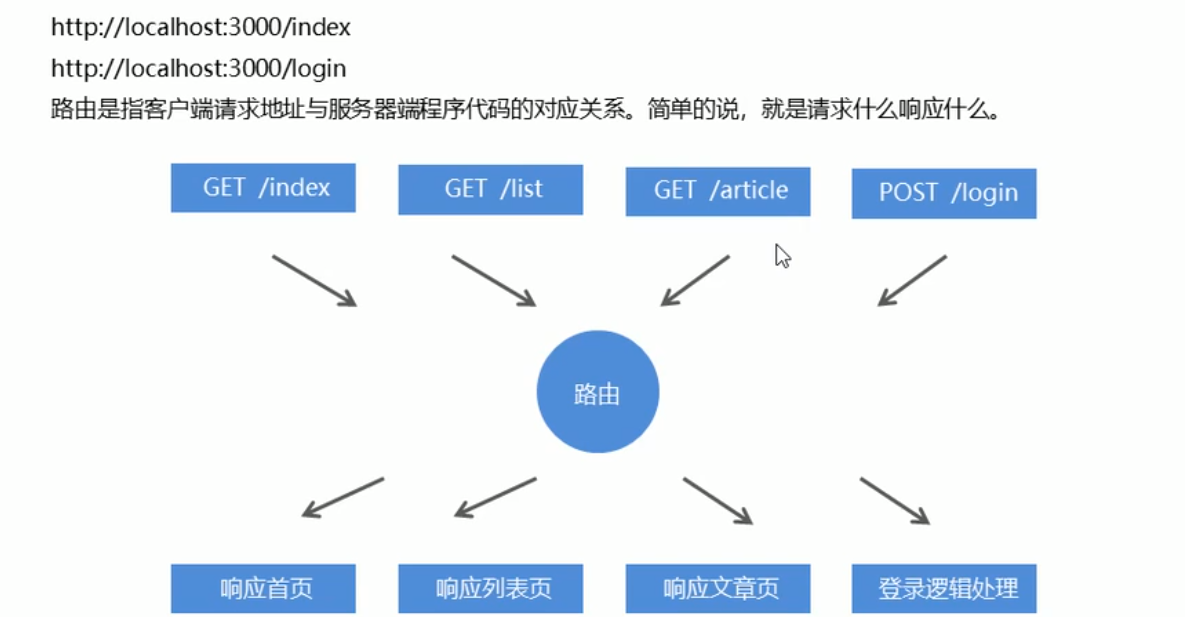 http://localhost:3000/index
http://localhost:3000/login
路由是指客户端请求地址与服务器端程序代码的对应关系。简单的说，就是请求什么响应什么。
GET /index
GET /list
GET /article
POST /login
路由
响应首页
响应列表页
响应文章页
登录逻辑处理